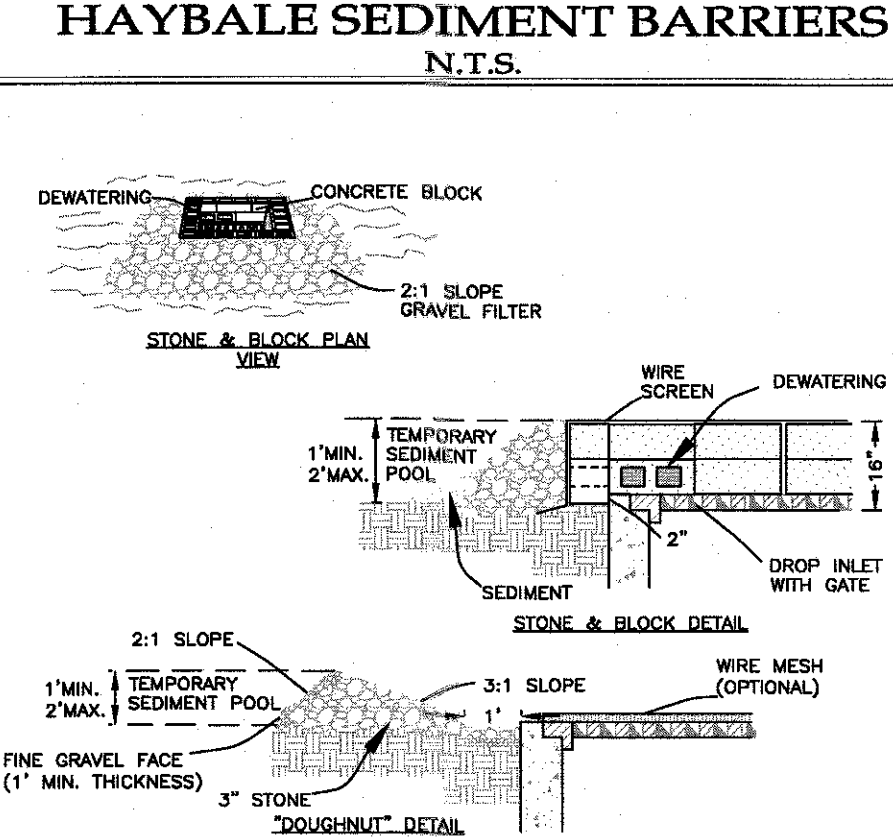 HAYBALE SEDIMENT BARRIERS
N.T.S.
DEWATERING
CONCRETE BLOCK
2:1 SLOPE
GRAVEL FILTER
STONE & BLOCK PLAN
VIEW
WIRE
SCREEN
DEWATERING
1'MIN.
2'MAX.
TEMPORARY
SEDIMENT
POOL
16"
2"
SEDIMENT
DROP INLET
WITH GATE
STONE & BLOCK DETAIL
2:1 SLOPE
1'MIN.
2'MAX.
TEMPORARY
SEDIMENT POOL
3:1 SLOPE
1'
WIRE MESH
(OPTIONAL)
FINE GRAVEL FACE
(1' MIN. THICKNESS)
3" STONE
"DOUGHNUT" DETAIL